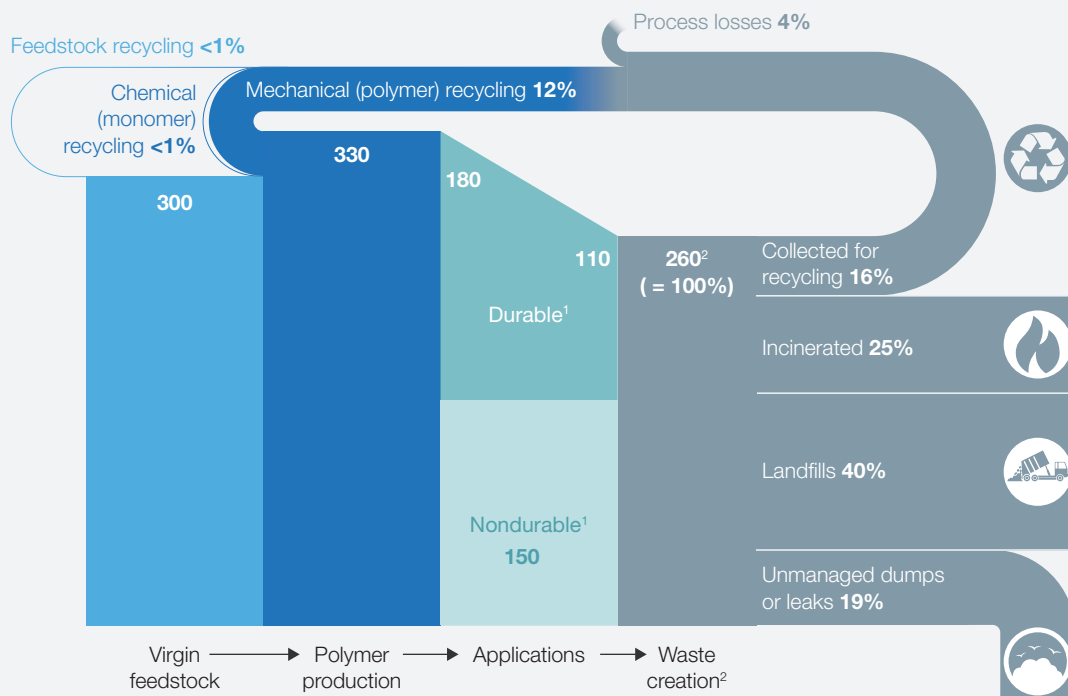 Process losses 4%
Feedstock recycling <1%
Chemical
(monomer)
recycling <1%
Mechanical (polymer) recycling 12%
300
330
180
110
Durable¹
Nondurable¹
150
260²
( = 100%)
Collected for
recycling 16%
Incinerated 25%
Landfills 40%
Unmanaged dumps
or leaks 19%
Virgin
feedstock
Polymer
production
Applications
Waste
creation²